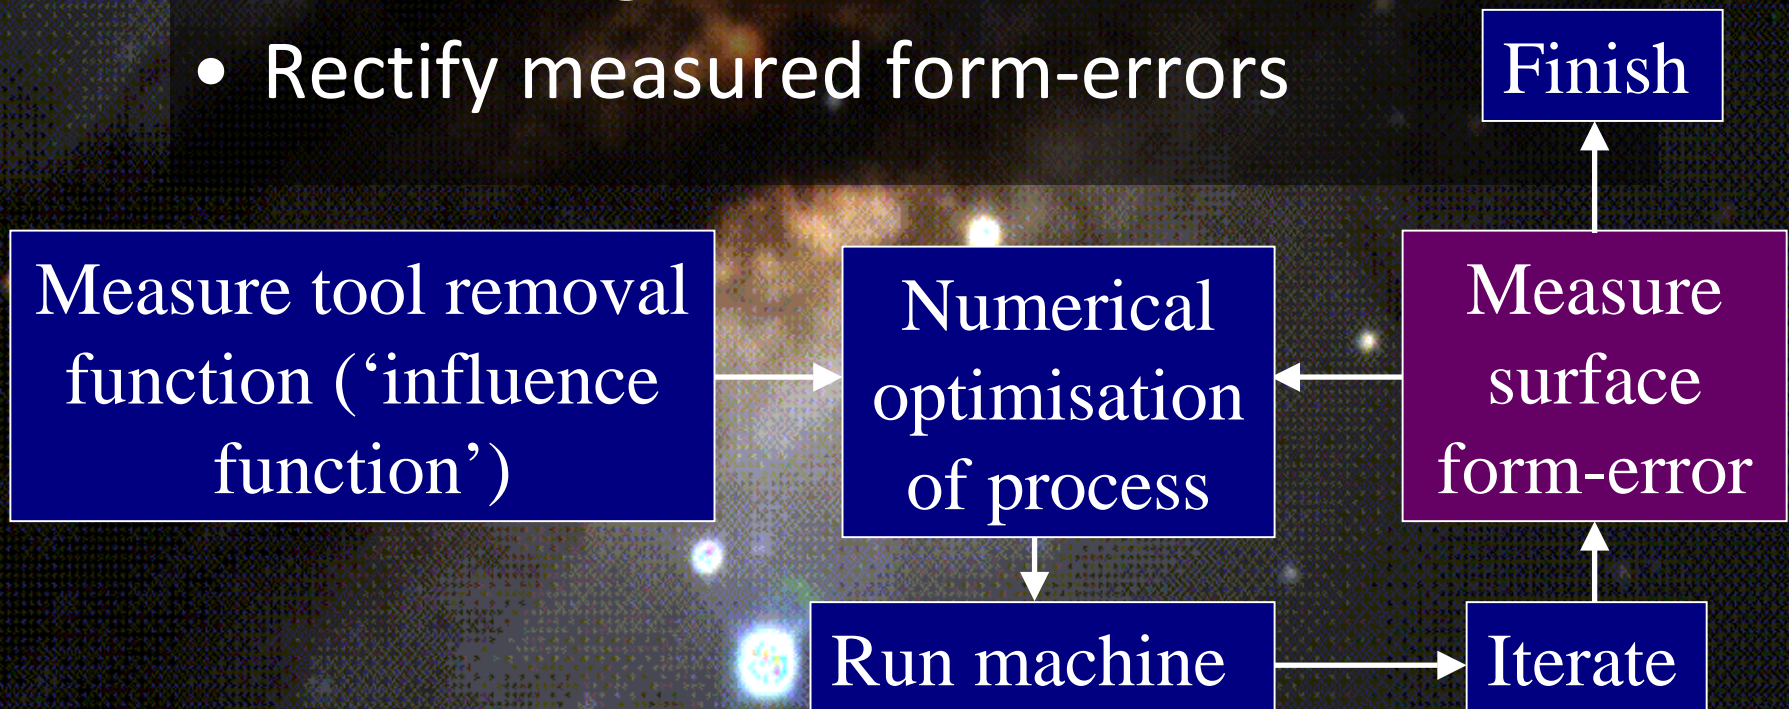 • Rectify measured form-errors
Finish
Measure tool removal
function (‘influence
function’)
Numerical
optimisation
of process
Measure
surface
form-error
Run machine
Iterate